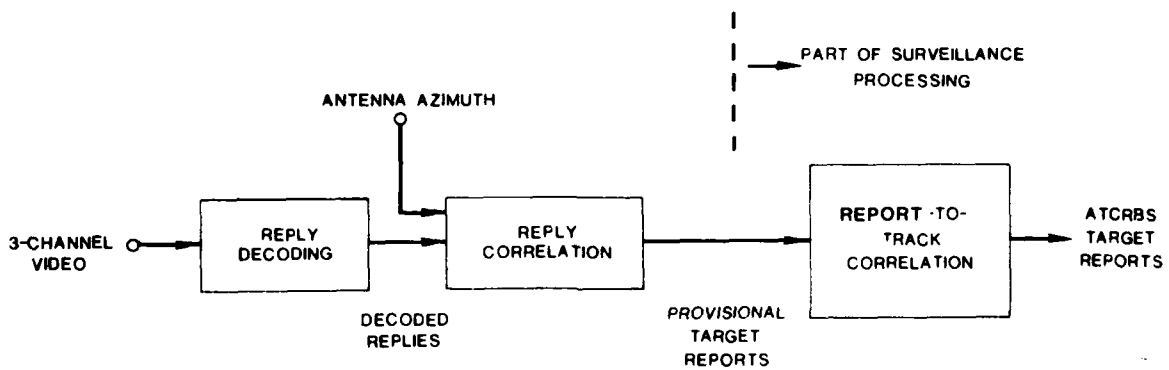 PART OF SURVEILLANCE
PROCESSING
ANTENNA AZIMUTH
3-CHANNEL
VIDEO
REPLY
DECODING
REPLY
CORRELATION
REPORT -TO-
TRACK
CORRELATION
ATCRBS
TARGET
REPORTS
DECODED
REPLIES
PROVISIONAL
TARGET
REPORTS